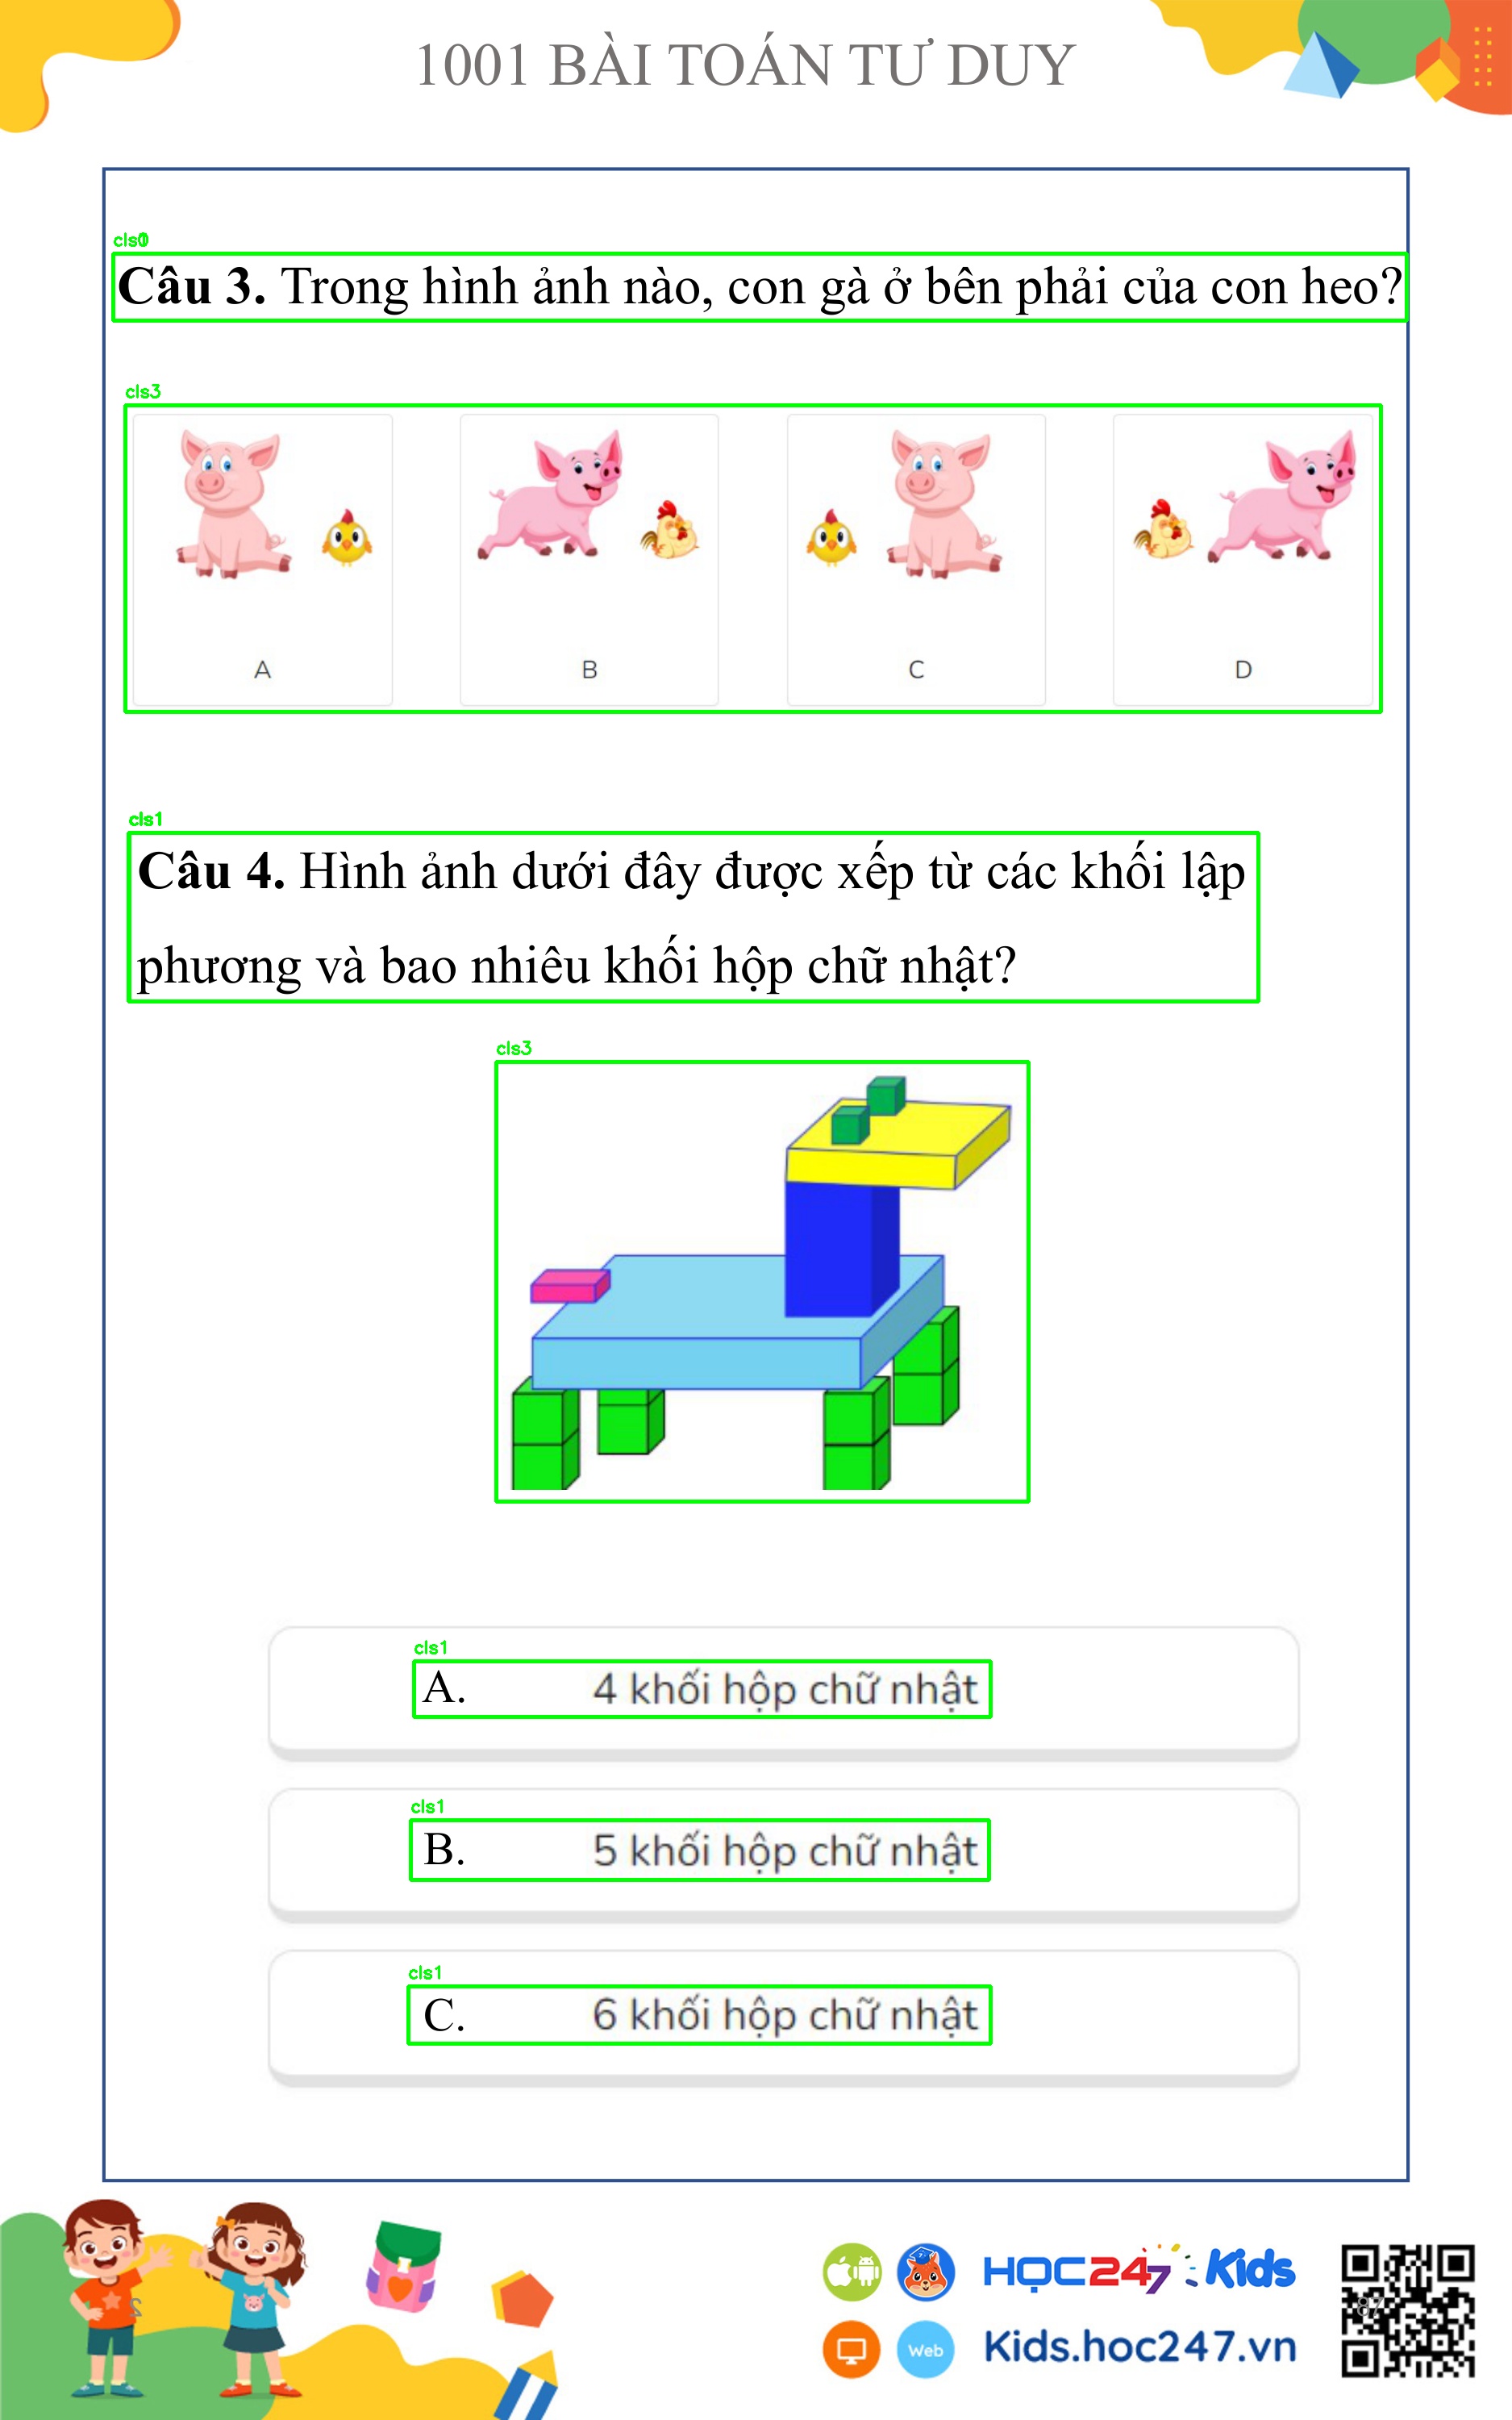 1001 BÀI TOÁN TƯ DUY
Câu 3. Trong hình ảnh nào, con gà ở bên phải của con heo?
cls3
A B C D
cls1
Câu 4. Hình ảnh dưới đây được xếp từ các khối lập
phương và bao nhiêu khối hộp chữ nhật?
cls3
cls1
A. 4 khối hộp chữ nhật
cls1
B. 5 khối hộp chữ nhật
cls1
C. 6 khối hộp chữ nhật
HỌC247 Kids
Web Kids.hoc247.vn
2
87